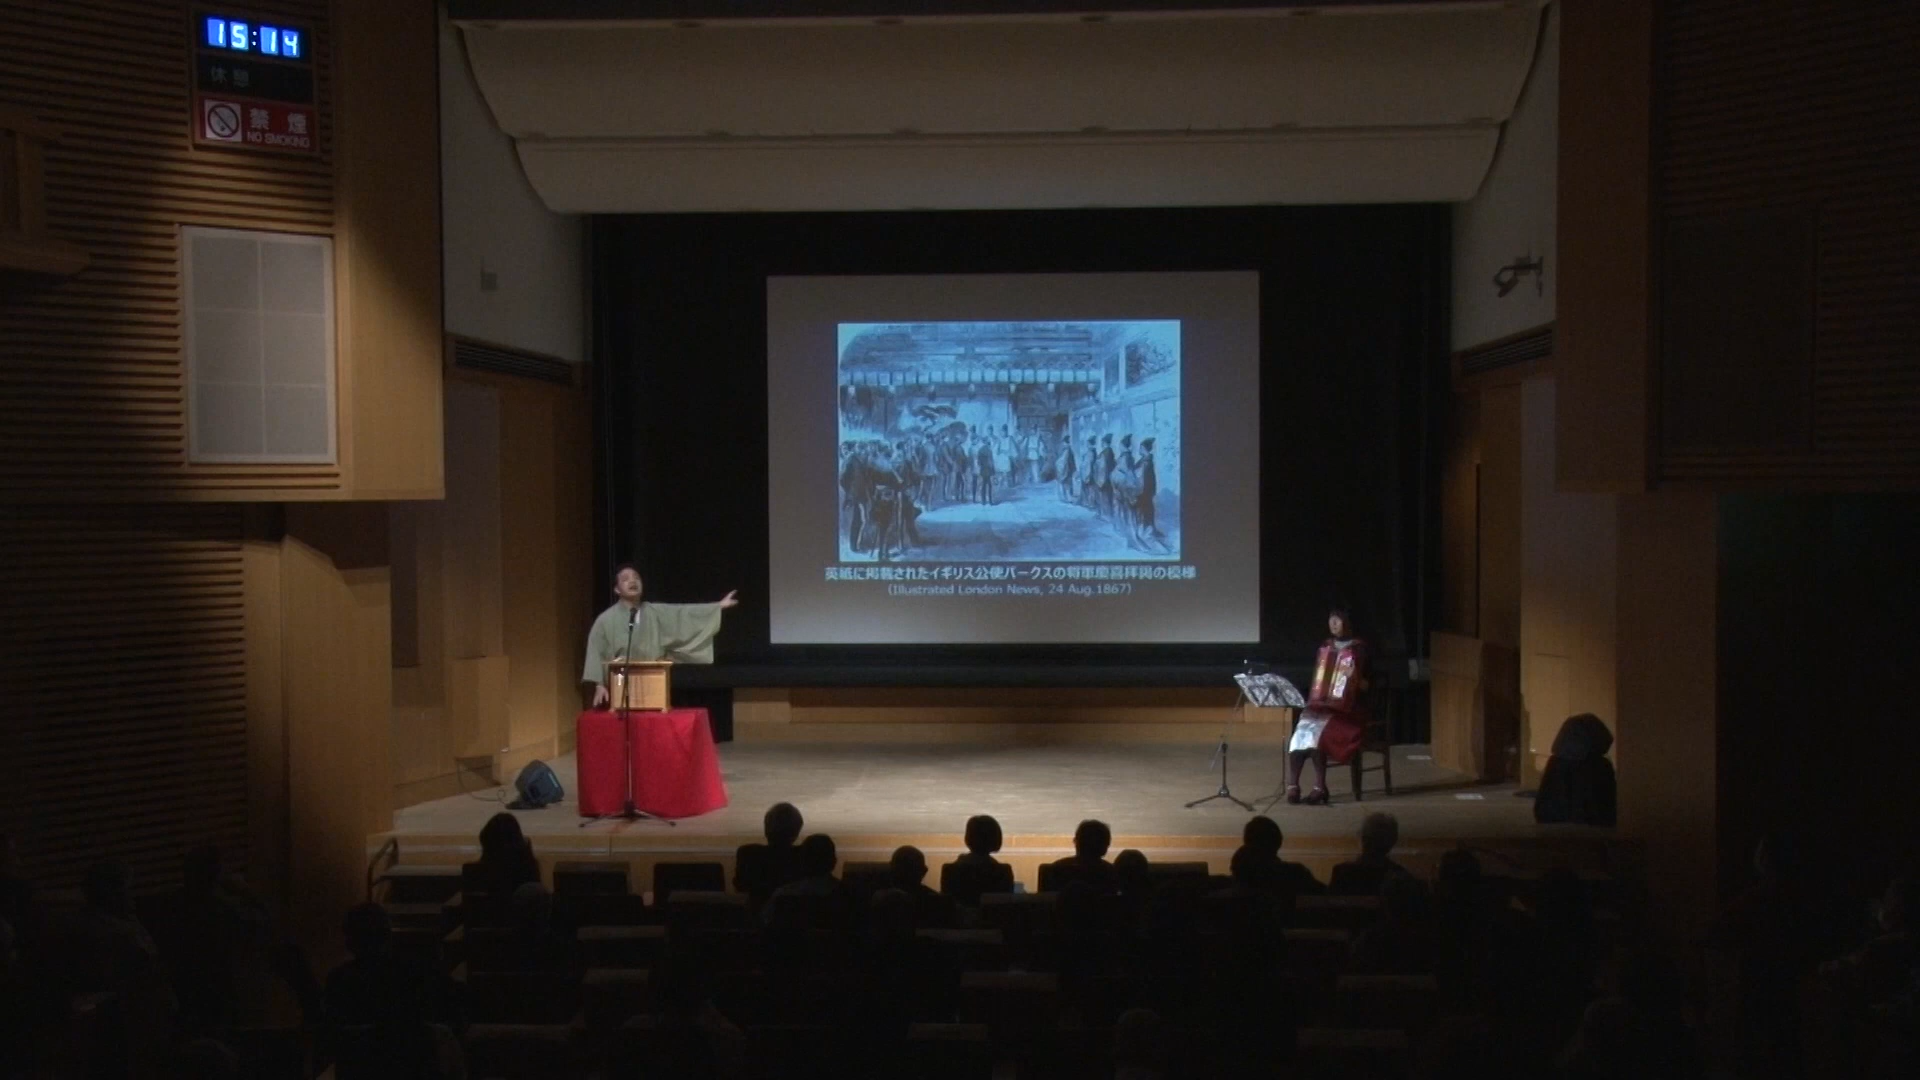 15:14
休憩
禁煙
NO SMOKING
英紙に掲載されたイギリス公使パークスの将軍慶喜拝謁の模様
(Illustrated London News, 24 Aug.1867)